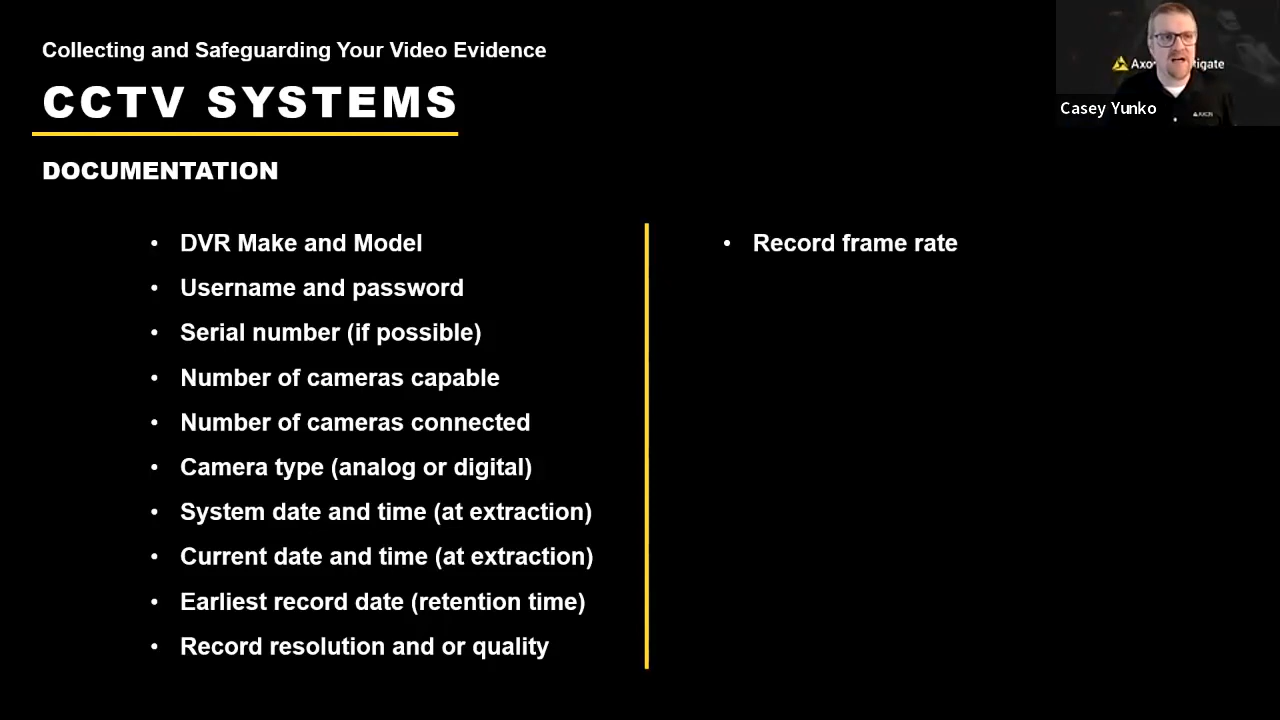 Collecting and Safeguarding Your Video Evidence
CCTV SYSTEMS
DOCUMENTATION
• DVR Make and Model
• Username and password
• Serial number (if possible)
• Number of cameras capable
• Number of cameras connected
• Camera type (analog or digital)
• System date and time (at extraction)
• Current date and time (at extraction)
• Earliest record date (retention time)
• Record resolution and or quality
• Record frame rate
Casey Yunko